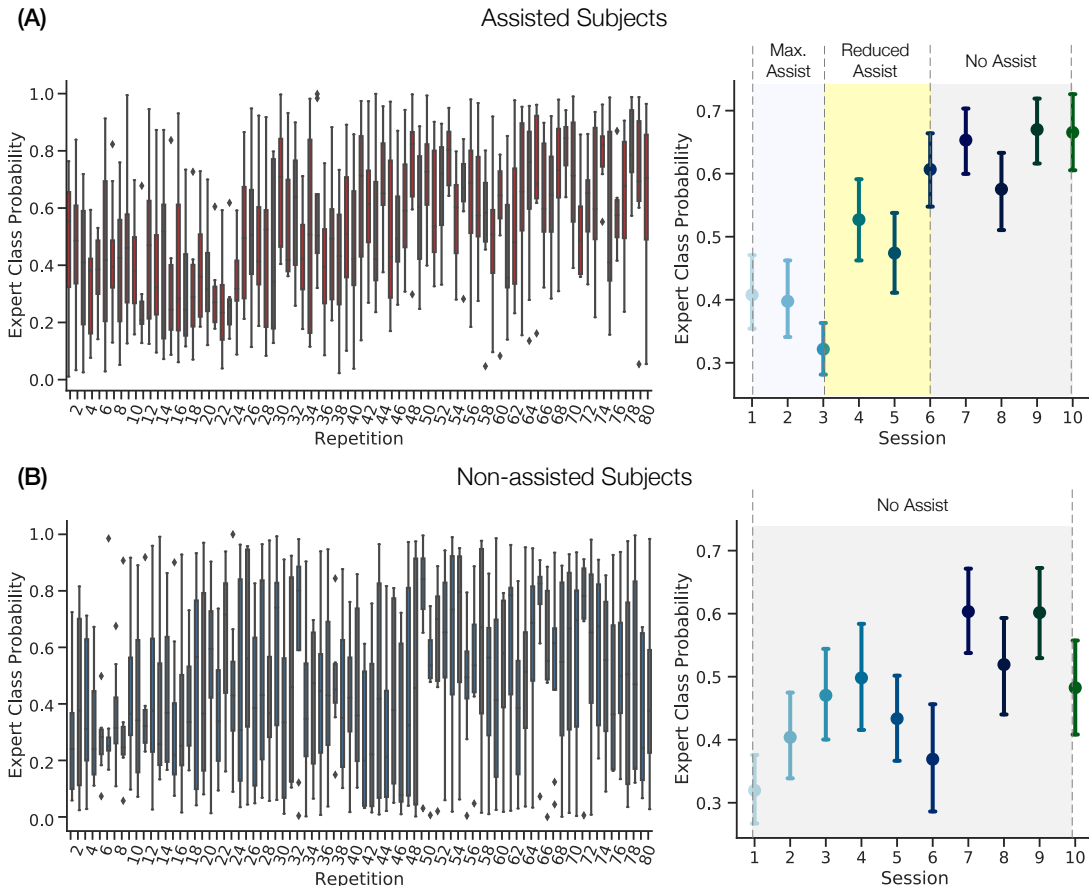 (A)
Assisted Subjects
Max.
Assist
Reduced
Assist
No Assist
Expert Class Probability
1.0
0.8
0.6
0.4
0.2
0.0
2 4 6 8 10 12 14 16 18 20 22 24 26 28 30 32 34 36 38 40 42 44 46 48 50 52 54 56 58 60 62 64 66 68 70 72 74 76 78 80
Repetition
Expert Class Probability
0.7
0.6
0.5
0.4
0.3
1 2 3 4 5 6 7 8 9 10
Session
(B)
Non-assisted Subjects
No Assist
Expert Class Probability
1.0
0.8
0.6
0.4
0.2
0.0
2 4 6 8 10 12 14 16 18 20 22 24 26 28 30 32 34 36 38 40 42 44 46 48 50 52 54 56 58 60 62 64 66 68 70 72 74 76 78 80
Repetition
Expert Class Probability
0.7
0.6
0.5
0.4
0.3
1 2 3 4 5 6 7 8 9 10
Session